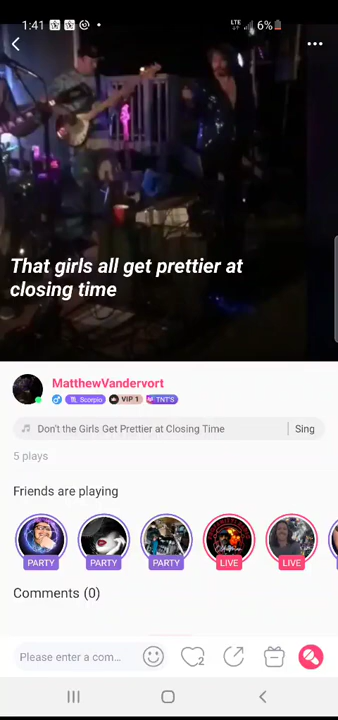 1:41
LTE
6%
That girls all get prettier at
closing time
MatthewVandervort
Scorpio VIP 1 TNT'S
Don't the Girls Get Prettier at Closing Time Sing
5 plays
Friends are playing
PARTY PARTY PARTY LIVE LIVE
Comments (0)
Please enter a com... 2